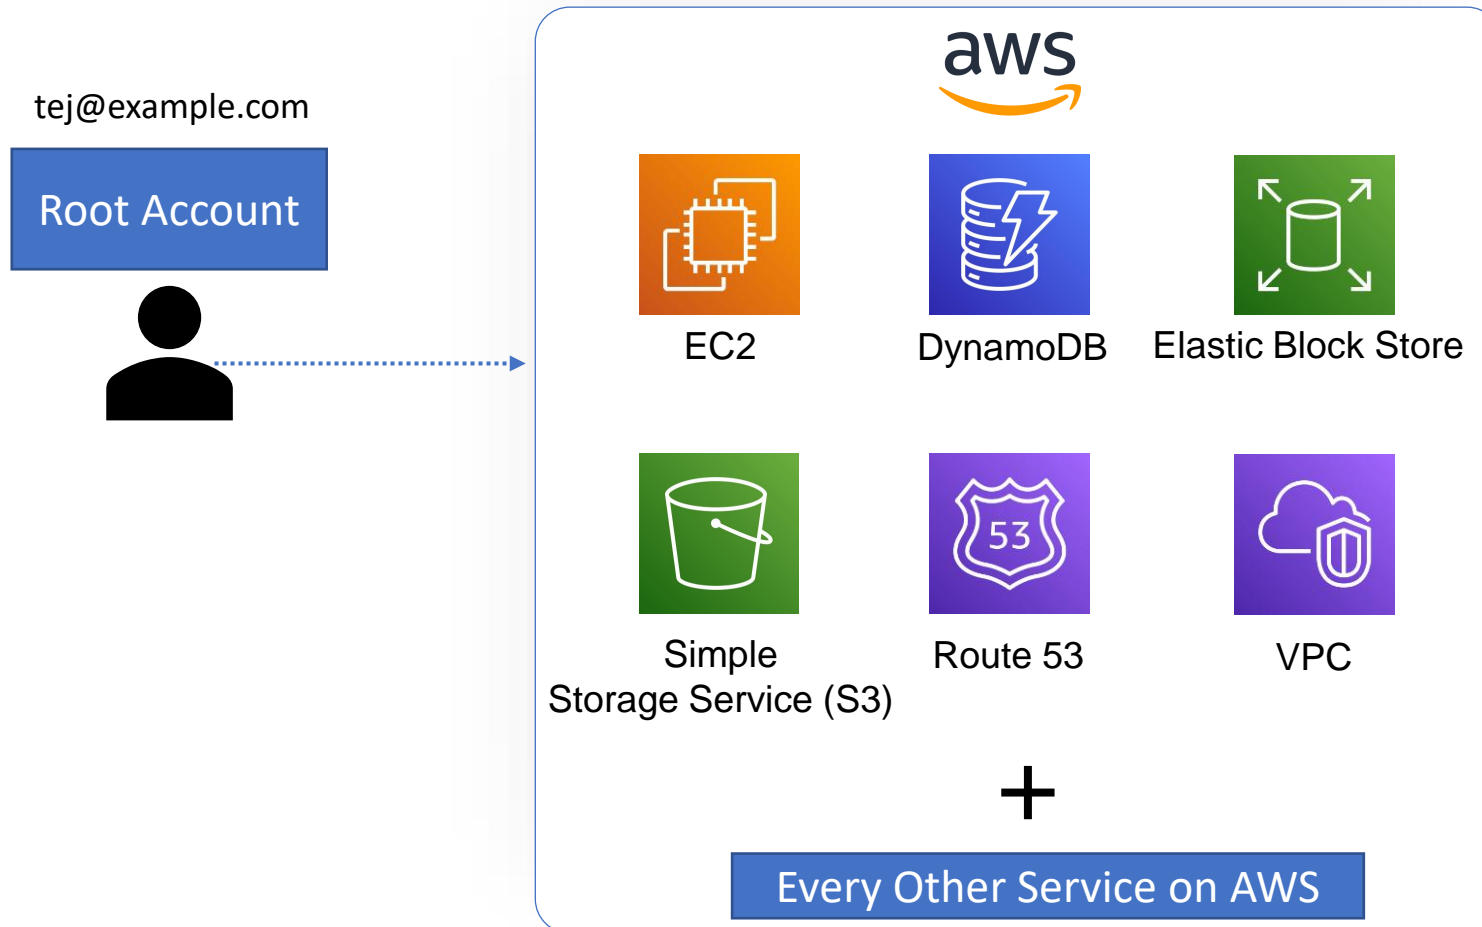 aws
tej@example.com
Root Account
EC2
DynamoDB
Elastic Block Store
53
Simple
Storage Service (S3)
Route 53
VPC
+
Every Other Service on AWS